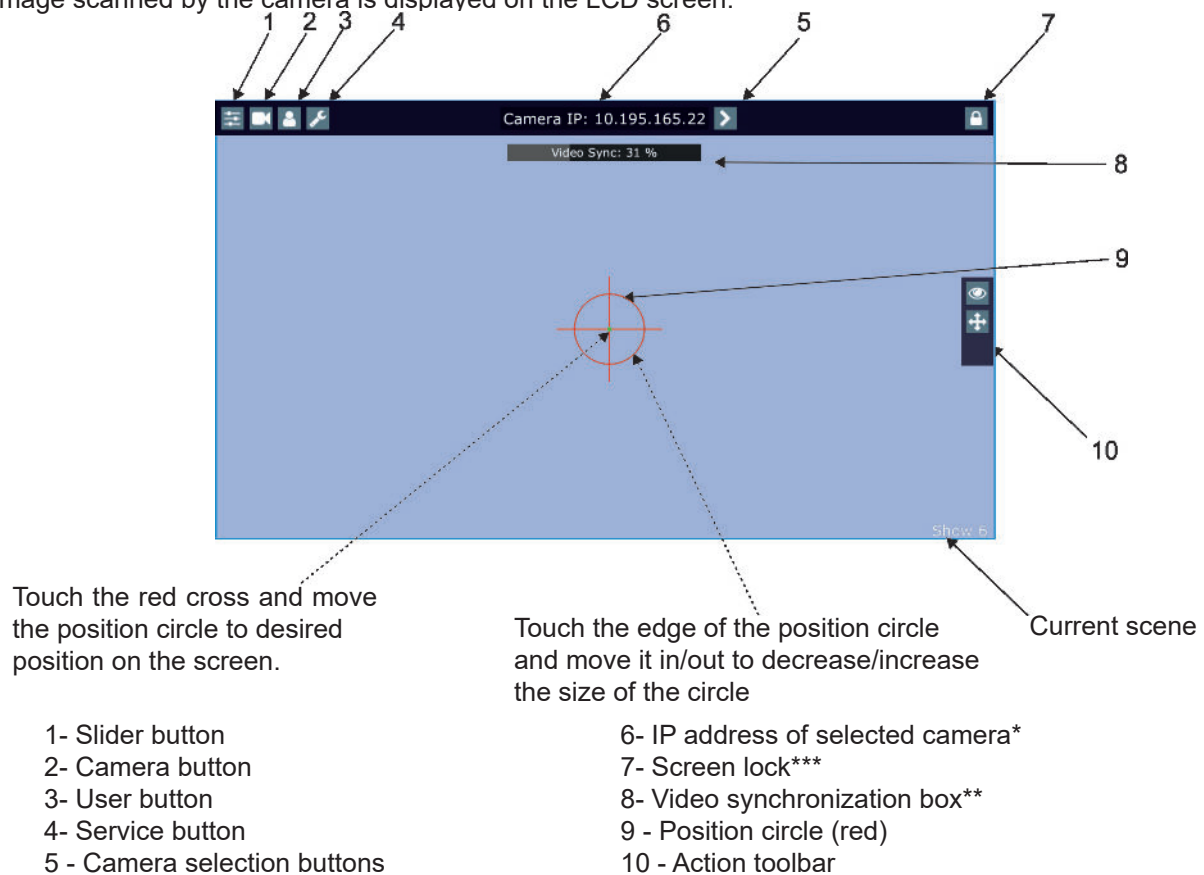 mage scanned by the camera is displayed on the LCD screen.
1 2 3 4 6 5 7
Camera IP: 10.195.165.22
Video Sync: 31 %
8
9
10
Show 6
Touch the red cross and move
the position circle to desired
position on the screen.
Touch the edge of the position circle
and move it in/out to decrease/increase
the size of the circle
Current scene
1- Slider button
2- Camera button
3- User button
4- Service button
5 - Camera selection buttons
6- IP address of selected camera*
7- Screen lock***
8- Video synchronization box**
9 - Position circle (red)
10 - Action toolbar